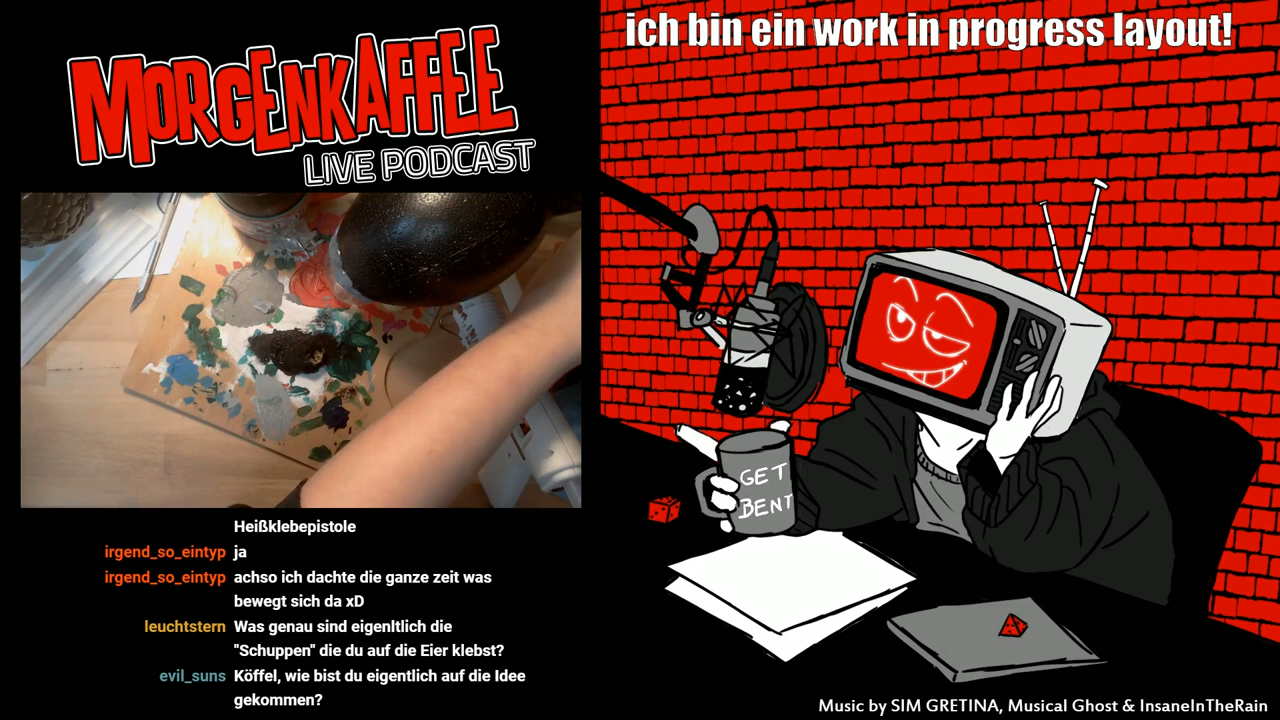 MORGENKAFFEE
LIVE PODCAST
ich bin ein work in progress layout!
GET
BENT
Heißklebepistole
irgend_so_eintyp ja
irgend_so_eintyp achso ich dachte die ganze zeit was
bewegt sich da xD
leuchtstern Was genau sind eigenltlich die
"Schuppen" die du auf die Eier klebst?
evil_suns Köffel, wie bist du eigentlich auf die Idee
gekommen?
Music by SIM GRETINA, Musical Ghost & InsaneInTheRain